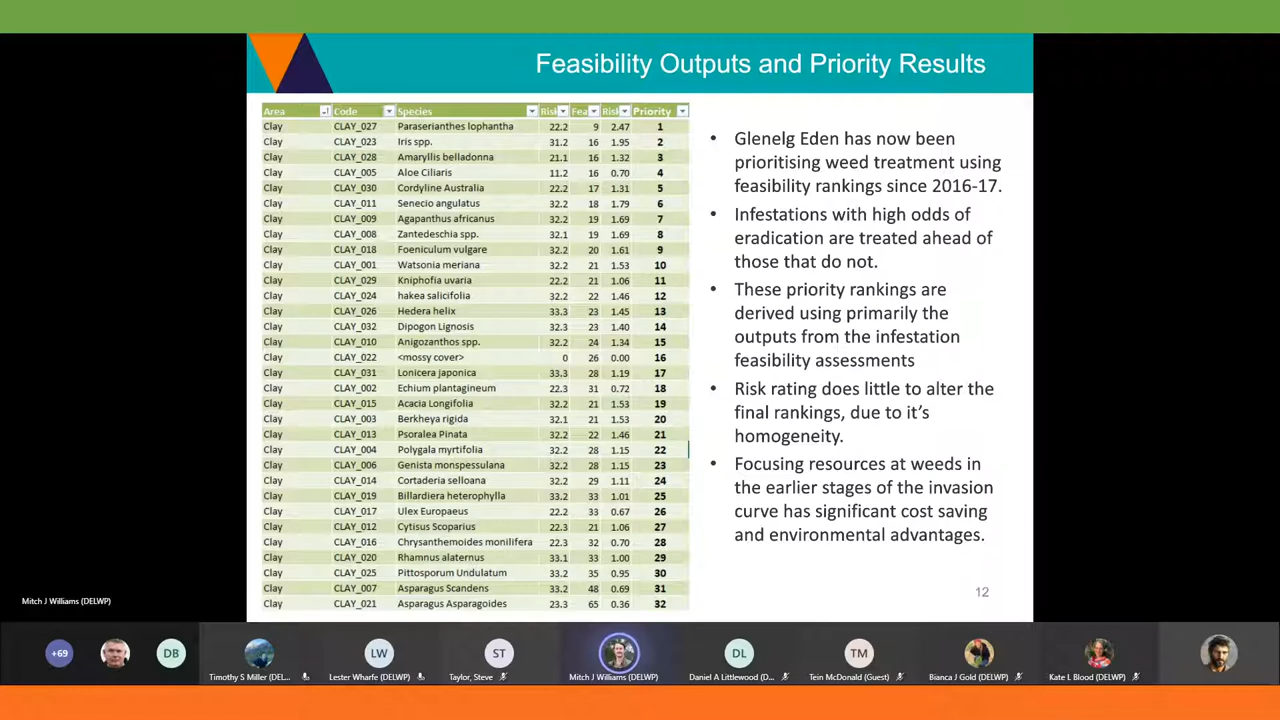 Feasibility Outputs and Priority Results
Area Code Species Risk Fea Risk Priority
Clay CLAY_027 Paraserianthes lophantha 22.2 9 2.47 1
Clay CLAY_023 Iris spp. 31.2 16 1.95 2
Clay CLAY_028 Amaryllis belladonna 21.1 16 1.32 3
Clay CLAY_005 Aloe Ciliaris 11.2 16 0.70 4
Clay CLAY_030 Cordyline Australia 22.2 17 1.31 5
Clay CLAY_011 Senecio angulatus 32.2 18 1.79 6
Clay CLAY_009 Agapanthus africanus 32.2 19 1.69 7
Clay CLAY_008 Zantedeschia spp. 32.1 19 1.69 8
Clay CLAY_018 Foeniculum vulgare 32.2 20 1.61 9
Clay CLAY_001 Watsonia meriana 32.2 21 1.53 10
Clay CLAY_029 Kniphofia uvaria 22.2 21 1.06 11
Clay CLAY_024 hakea salicifolia 32.2 22 1.46 12
Clay CLAY_026 Hedera helix 33.3 23 1.45 13
Clay CLAY_032 Dipogon Lignosis 32.3 23 1.40 14
Clay CLAY_010 Anigozanthos spp. 32.2 24 1.34 15
Clay CLAY_022 <mossy cover> 0 26 0.00 16
Clay CLAY_031 Lonicera japonica 33.3 28 1.19 17
Clay CLAY_002 Echium plantagineum 22.3 31 0.72 18
Clay CLAY_015 Acacia Longifolia 32.2 21 1.53 19
Clay CLAY_003 Berkheya rigida 32.1 21 1.53 20
Clay CLAY_013 Psoralea Pinata 32.2 22 1.46 21
Clay CLAY_004 Polygala myrtifolia 32.2 28 1.15 22
Clay CLAY_006 Genista monspessulana 32.2 28 1.15 23
Clay CLAY_014 Cortaderia selloana 32.2 29 1.11 24
Clay CLAY_019 Billardiera heterophylla 33.2 33 1.01 25
Clay CLAY_017 Ulex Europaeus 22.2 33 0.67 26
Clay CLAY_012 Cytisus Scoparius 22.3 21 1.06 27
Clay CLAY_016 Chrysanthemoides monilifera 22.3 32 0.70 28
Clay CLAY_020 Rhamnus alaternus 33.1 33 1.00 29
Clay CLAY_025 Pittosporum Undulatum 33.2 35 0.95 30
Clay CLAY_007 Asparagus Scandens 33.2 48 0.69 31
Clay CLAY_021 Asparagus Asparagoides 23.3 65 0.36 32
• Glenelg Eden has now been
prioritising weed treatment using
feasibility rankings since 2016-17.
• Infestations with high odds of
eradication are treated ahead of
those that do not.
• These priority rankings are
derived using primarily the
outputs from the infestation
feasibility assessments
• Risk rating does little to alter the
final rankings, due to it's
homogeneity.
• Focusing resources at weeds in
the earlier stages of the invasion
curve has significant cost saving
and environmental advantages.
12
Mitch J Williams (DELWP)
+69 DB LW ST DL TM
Timothy S Miller (DEL... Lester Wharfe (DELWP) Taylor, Steve Mitch J Williams (DELWP) Daniel A Littlewood (D... Tein McDonald (Guest) Bianca J Gold (DELWP) Kate L Blood (DELWP)